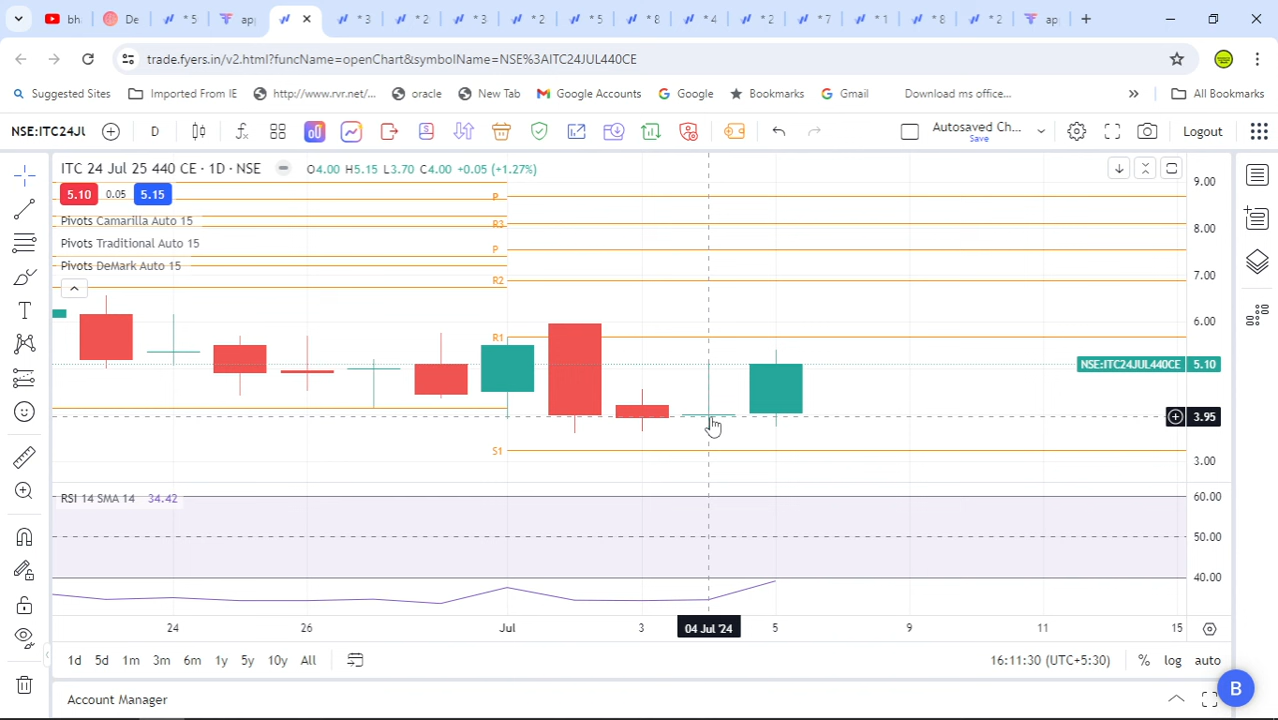 bh
De
* 5
app
* 3
* 2
* 3
* 2
* 5
* 8
* 4
* 2
* 7
* 1
* 8
* 2
ap
trade.fyers.in/v2.html?funcName=openChart&symbolName=NSE%3AITC24JUL440CE
Suggested Sites
Imported From IE
http://www.rvr.net/...
oracle
New Tab
Google Accounts
Google
Bookmarks
Gmail
Download ms office...
»
All Bookmarks
NSE:ITC24JU
D
Autosaved Ch...
Save
Logout
ITC 24 Jul 25 440 CE · 1D · NSE
O4.00 H5.15 L3.70 C4.00 +0.05 (+1.27%)
5.10 0.05 5.15
Pivots Camarilla Auto 15
Pivots Traditional Auto 15
Pivots DeMark Auto 15
P
R3
P
R2
R1
S1
9.00
8.00
7.00
6.00
NSE:ITC24JUL440CE 5.10
3.95
3.00
RSI 14 SMA 14 34.42
60.00
50.00
40.00
24 26 Jul 3 04 Jul '24 5 9 11 15
1d 5d 1m 3m 6m 1y 5y 10y All
16:11:30 (UTC+5:30) % log auto
Account Manager
B